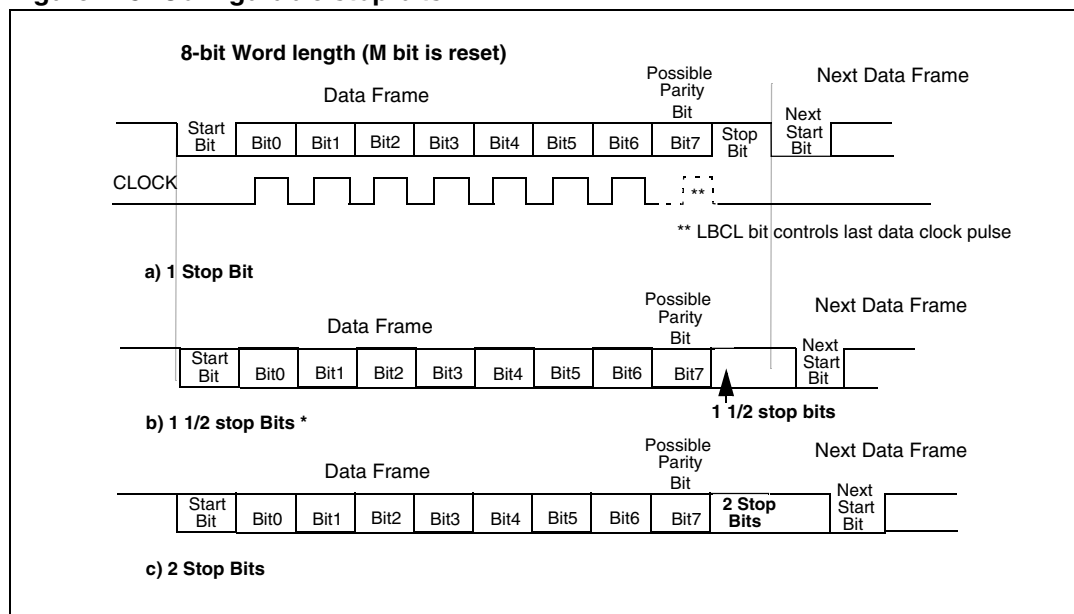 8-bit Word length (M bit is reset)
Possible
Parity
Bit
Next Data Frame
Data Frame
Start
Bit
Bit0
Bit1
Bit2
Bit3
Bit4
Bit5
Bit6
Bit7
Stop
Bit
Next
Start
Bit
CLOCK
**
** LBCL bit controls last data clock pulse
a) 1 Stop Bit
Possible
Parity
Bit
Next Data Frame
Data Frame
Start
Bit
Bit0
Bit1
Bit2
Bit3
Bit4
Bit5
Bit6
Bit7
Next
Start
Bit
1 1/2 stop bits
b) 1 1/2 stop Bits *
Possible
Parity
Bit
Next Data Frame
Data Frame
Start
Bit
Bit0
Bit1
Bit2
Bit3
Bit4
Bit5
Bit6
Bit7
2 Stop
Bits
Next
Start
Bit
c) 2 Stop Bits